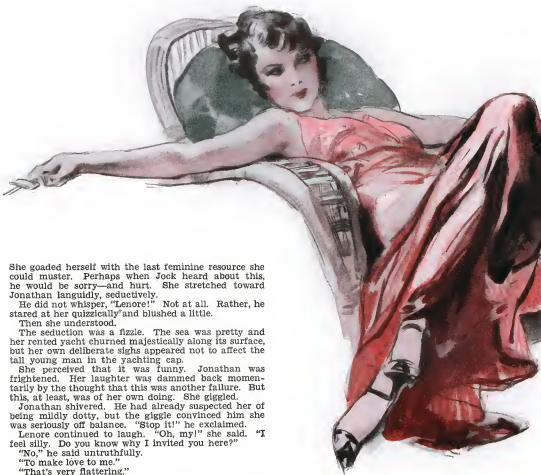 She goaded herself with the last feminine resource she
could muster. Perhaps when Jock heard about this,
he would be sorry—and hurt. She stretched toward
Jonathan languidly, seductively.
He did not whisper, "Lenore!" Not at all. Rather, he
stared at her quizzically and blushed a little.
Then she understood.
The seduction was a fizzle. The sea was pretty and
her rented yacht churned majestically along its surface,
but her own deliberate sighs appeared not to affect the
tall young man in the yachting cap.
She perceived that it was funny. Jonathan was
frightened. Her laughter was dammed back momen-
tarily by the thought that this was another failure. But
this, at least, was of her own doing. She giggled.
Jonathan shivered. He had already suspected her of
being mildly dotty, but the giggle convinced him she
was seriously off balance. "Stop it!" he exclaimed.
Lenore continued to laugh. "Oh, my!" she said. "I
feel silly. Do you know why I invited you here?"
"No," he said untruthfully.
"To make love to me."
"That's very flattering."